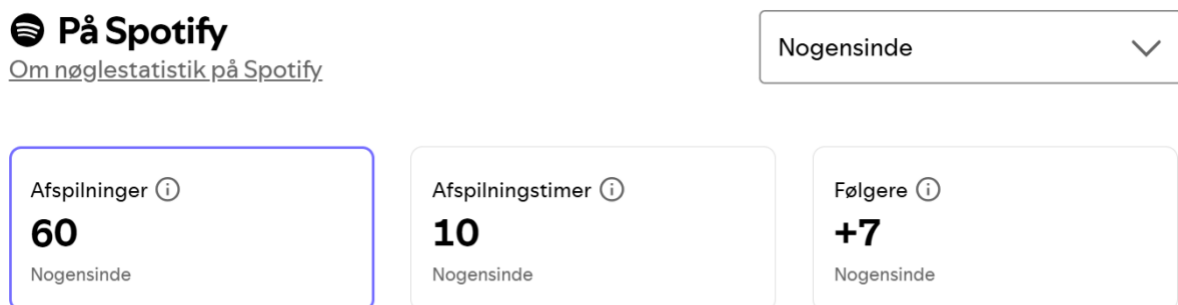 På Spotify
Om nøglestatistik på Spotify
Nogensinde
Afspilninger
60
Nogensinde
Afspilningstimer
10
Nogensinde
Følgere
+7
Nogensinde